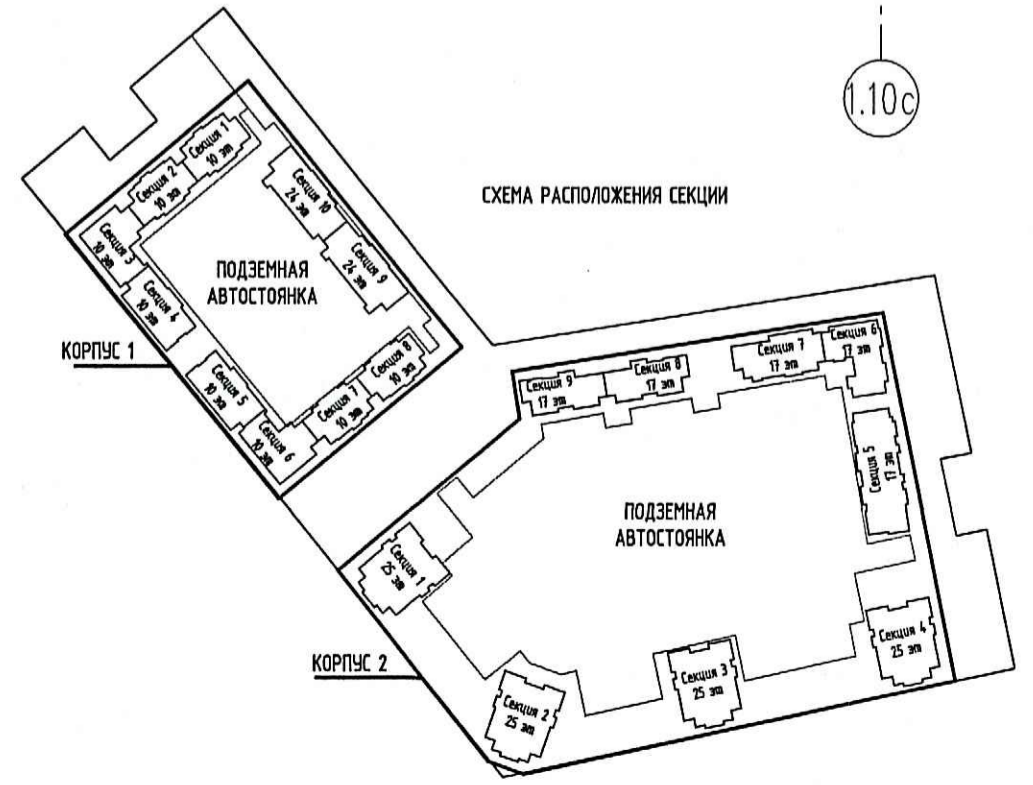 1.10с
СХЕМА РАСПОЛОЖЕНИЯ СЕКЦИИ
Секция 1
10 эт
Секция 2
10 эт
Секция 3
10 эт
Секция 4
10 эт
Секция 5
10 эт
Секция 6
10 эт
Секция 7
10 эт
Секция 8
10 эт
Секция 9
24 эт
Секция 10
24 эт
ПОДЗЕМНАЯ
АВТОСТОЯНКА
КОРПУС 1
Секция 9
17 эт
Секция 8
17 эт
Секция 7
17 эт
Секция 6
17 эт
Секция 5
17 эт
ПОДЗЕМНАЯ
АВТОСТОЯНКА
Секция 1
25 эт
Секция 2
25 эт
Секция 3
25 эт
Секция 4
25 эт
КОРПУС 2